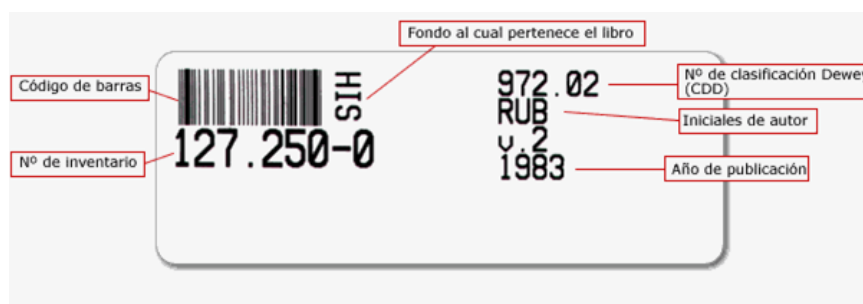 Fondo al cual pertenece el libro
Código de barras
HIS
972.02
Nº de clasificación Dewey
(CDD)
RUB
Iniciales de autor
Nº de inventario
127.250-0
v.2
1983
Año de publicación